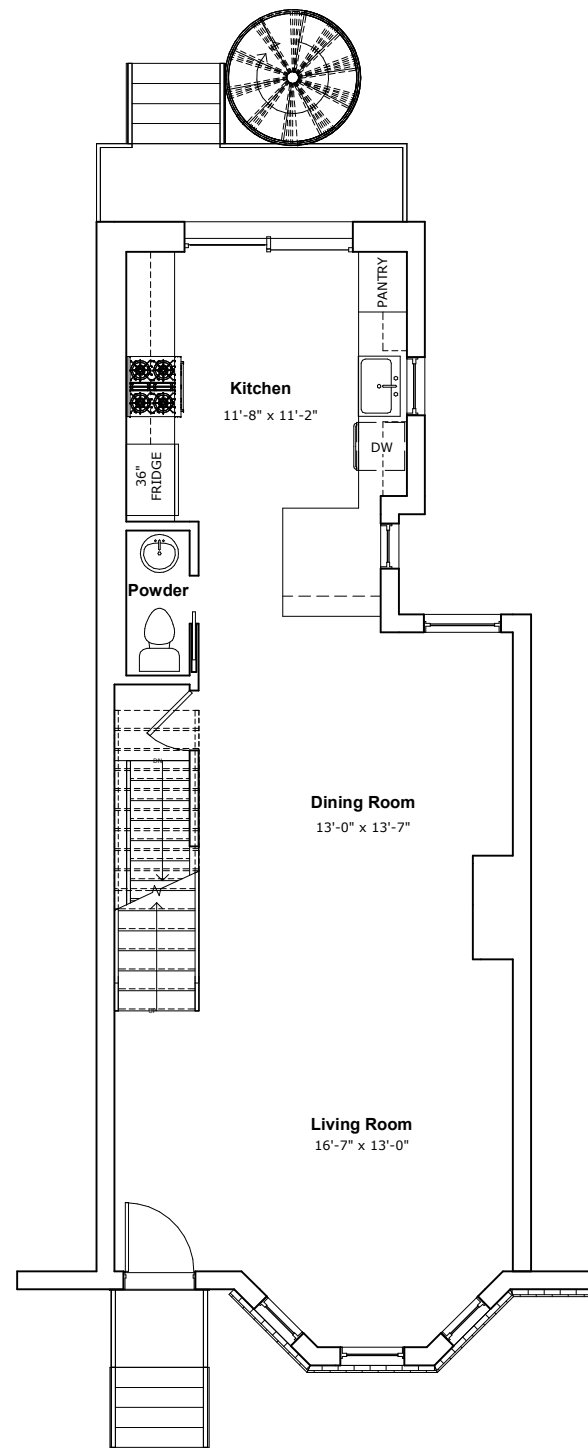 PANTRY
Kitchen
11'-8" x 11'-2"
DW
36"
FRIDGE
Powder
DN
Dining Room
13'-0" x 13'-7"
Living Room
16'-7" x 13'-0"